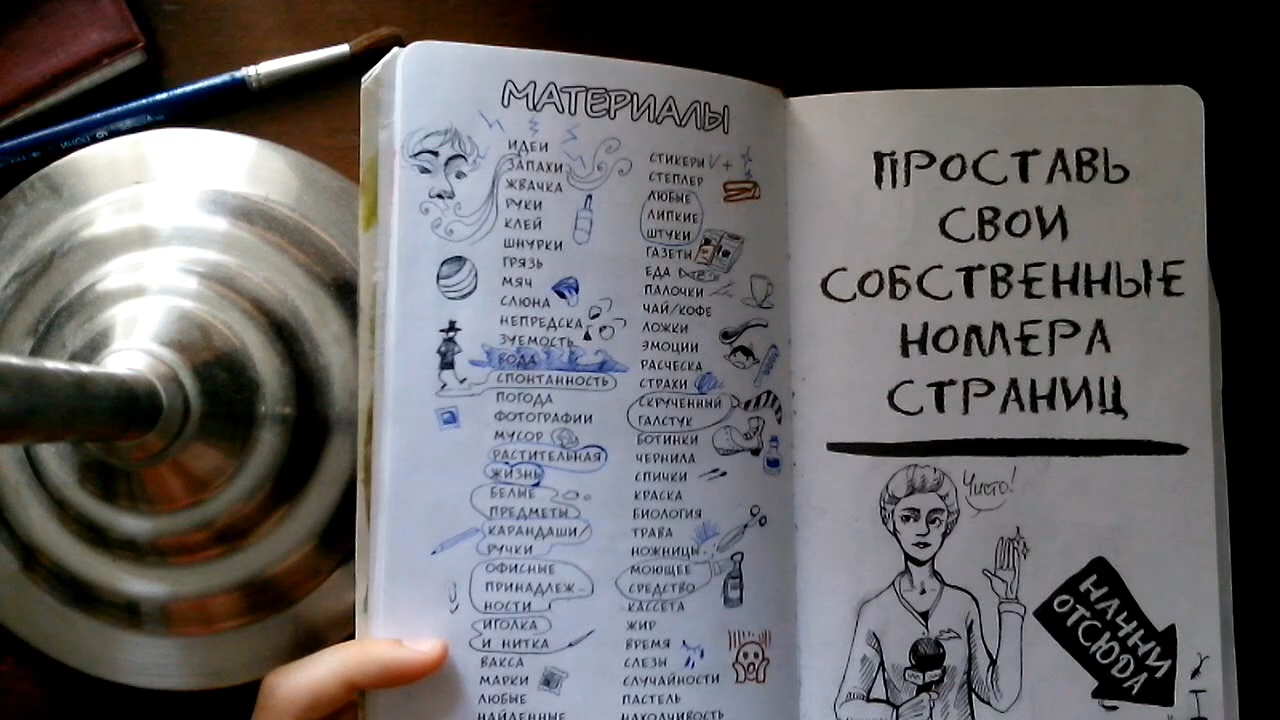 МАТЕРИАЛЫ
ИДЕИ
ЗАПАХИ
ЖВАЧКА
РУКИ
КЛЕЙ
ШНУРКИ
ГРЯЗЬ
МЯЧ
СЛЮНА
НЕПРЕДСКА
ЗУЕМОСТЬ
ВОДА
СПОНТАННОСТЬ
ПОГОДА
ФОТОГРАФИИ
МУСОР
РАСТИТЕЛЬНАЯ
ЖИЗНЬ
БЕЛЫЕ
ПРЕДМЕТЫ
КАРАНДАШИ/
РУЧКИ
ОФИСНЫЕ
ПРИНАДЛЕЖ-
НОСТИ
ИГОЛКА
И НИТКА
ВАКСА
МАРКИ
ЛЮБЫЕ
НАЙДЕННЫЕ
СТИКЕРЫ
СТЕПЛЕР
ЛЮБЫЕ
ЛИПКИЕ
ШТУКИ
ГАЗЕТЫ
ЕДА
ПАЛОЧКИ
ЧАЙ/КОФЕ
ЛОЖКИ
ЭМОЦИИ
РАСЧЕСКА
СТРАХИ
СКРУЧЕННЫЙ
ГАЛСТУК
БОТИНКИ
ЧЕРНИЛА
СПИЧКИ
КРАСКА
БИОЛОГИЯ
ТРАВА
НОЖНИЦЫ
МОЮЩЕЕ
СРЕДСТВО
КАССЕТА
ЖИР
ВРЕМЯ
СЛЕЗЫ
СЛУЧАЙНОСТИ
ПАСТЕЛЬ
НАХОДЧИВОСТЬ
ПРОСТАВЬ
СВОИ
СОБСТВЕННЫЕ
НОМЕРА
СТРАНИЦ
Чисто!
НАЧНИ
ОТСЮДА